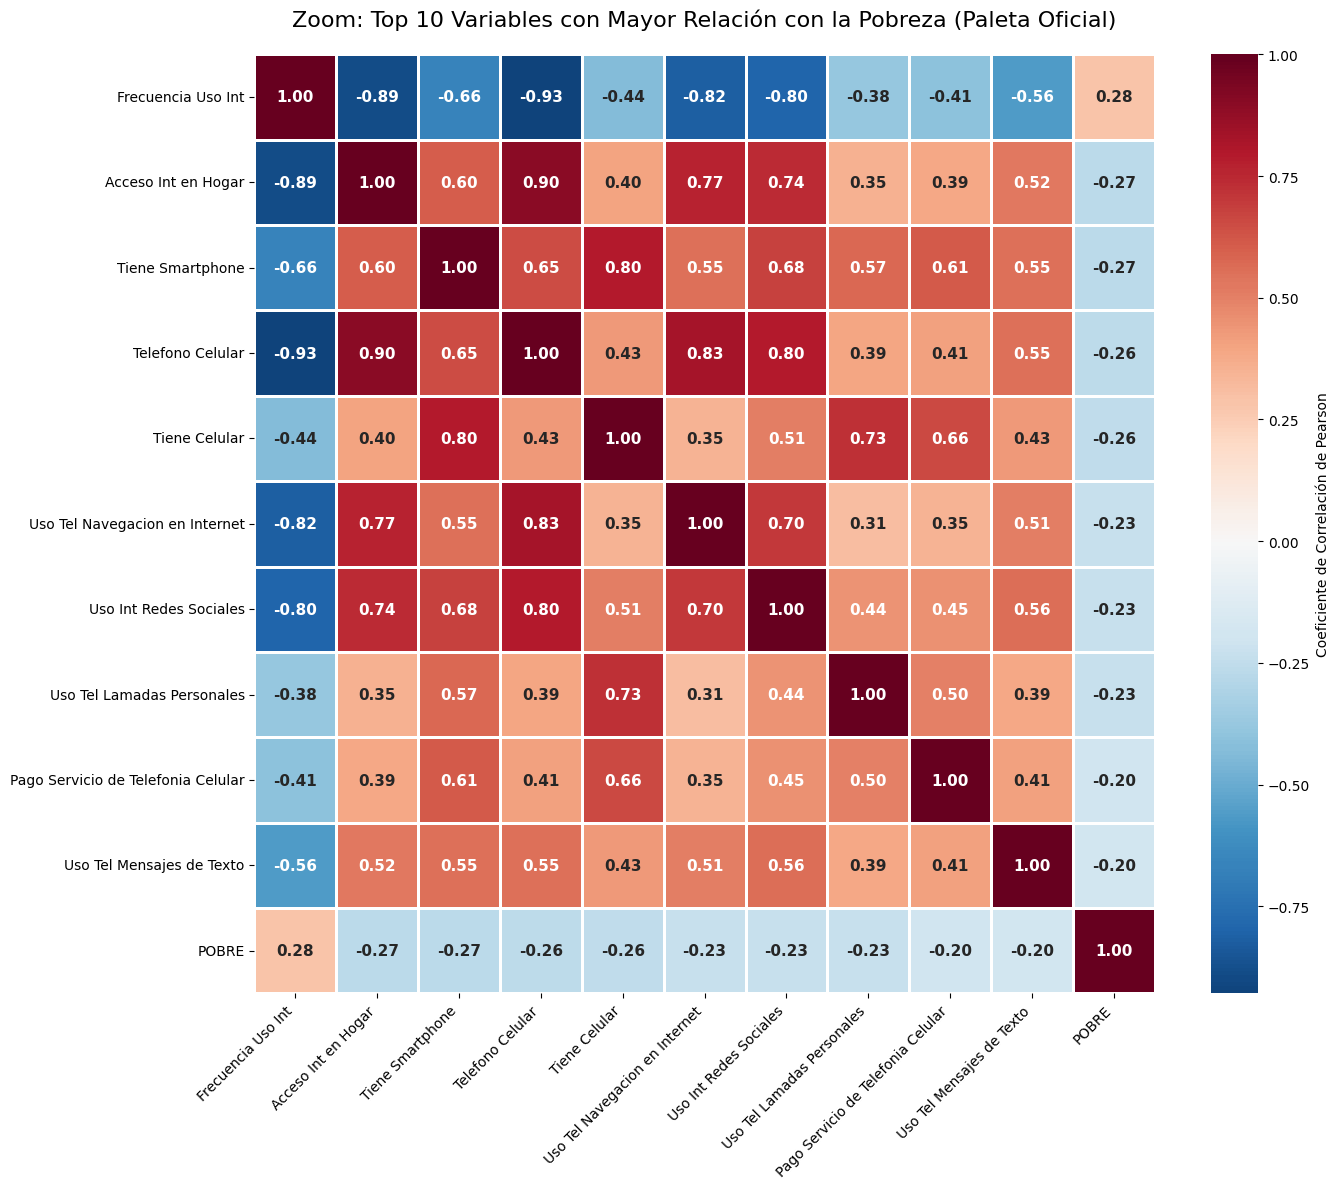 Zoom: Top 10 Variables con Mayor Relación con la Pobreza (Paleta Oficial)
Frecuencia Uso Int 1.00 -0.89 -0.66 -0.93 -0.44 -0.82 -0.80 -0.38 -0.41 -0.56 0.28
Acceso Int en Hogar -0.89 1.00 0.60 0.90 0.40 0.77 0.74 0.35 0.39 0.52 -0.27
Tiene Smartphone -0.66 0.60 1.00 0.65 0.80 0.55 0.68 0.57 0.61 0.55 -0.27
Telefono Celular -0.93 0.90 0.65 1.00 0.43 0.83 0.80 0.39 0.41 0.55 -0.26
Tiene Celular -0.44 0.40 0.80 0.43 1.00 0.35 0.51 0.73 0.66 0.43 -0.26
Uso Tel Navegacion en Internet -0.82 0.77 0.55 0.83 0.35 1.00 0.70 0.31 0.35 0.51 -0.23
Uso Int Redes Sociales -0.80 0.74 0.68 0.80 0.51 0.70 1.00 0.44 0.45 0.56 -0.23
Uso Tel Lamadas Personales -0.38 0.35 0.57 0.39 0.73 0.31 0.44 1.00 0.50 0.39 -0.23
Pago Servicio de Telefonia Celular -0.41 0.39 0.61 0.41 0.66 0.35 0.45 0.50 1.00 0.41 -0.20
Uso Tel Mensajes de Texto -0.56 0.52 0.55 0.55 0.43 0.51 0.56 0.39 0.41 1.00 -0.20
POBRE 0.28 -0.27 -0.27 -0.26 -0.26 -0.23 -0.23 -0.23 -0.20 -0.20 1.00
Frecuencia Uso Int
Acceso Int en Hogar
Tiene Smartphone
Telefono Celular
Tiene Celular
Uso Tel Navegacion en Internet
Uso Int Redes Sociales
Uso Tel Lamadas Personales
Pago Servicio de Telefonia Celular
Uso Tel Mensajes de Texto
POBRE
1.00
0.75
0.50
0.25
0.00
−0.25
−0.50
−0.75
Coeficiente de Correlación de Pearson